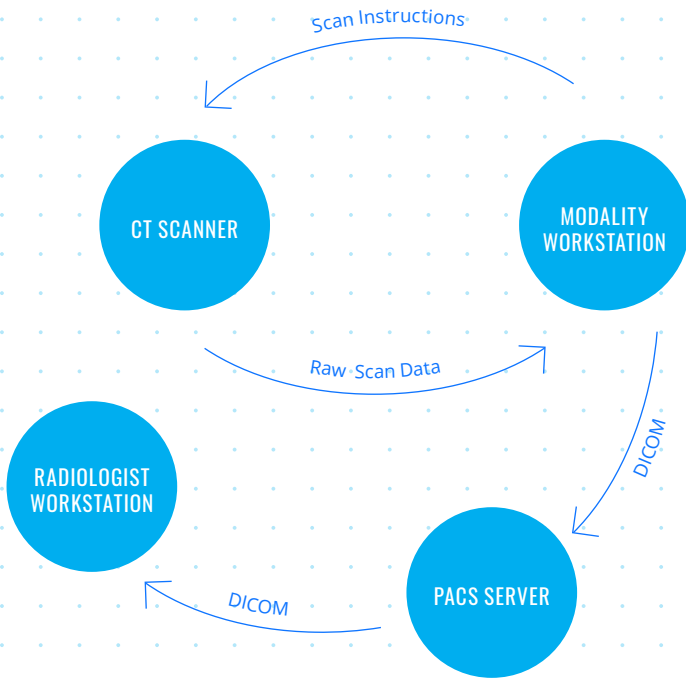 Scan Instructions
CT SCANNER
MODALITY
WORKSTATION
Raw Scan Data
DICOM
RADIOLOGIST
WORKSTATION
PACS SERVER
DICOM